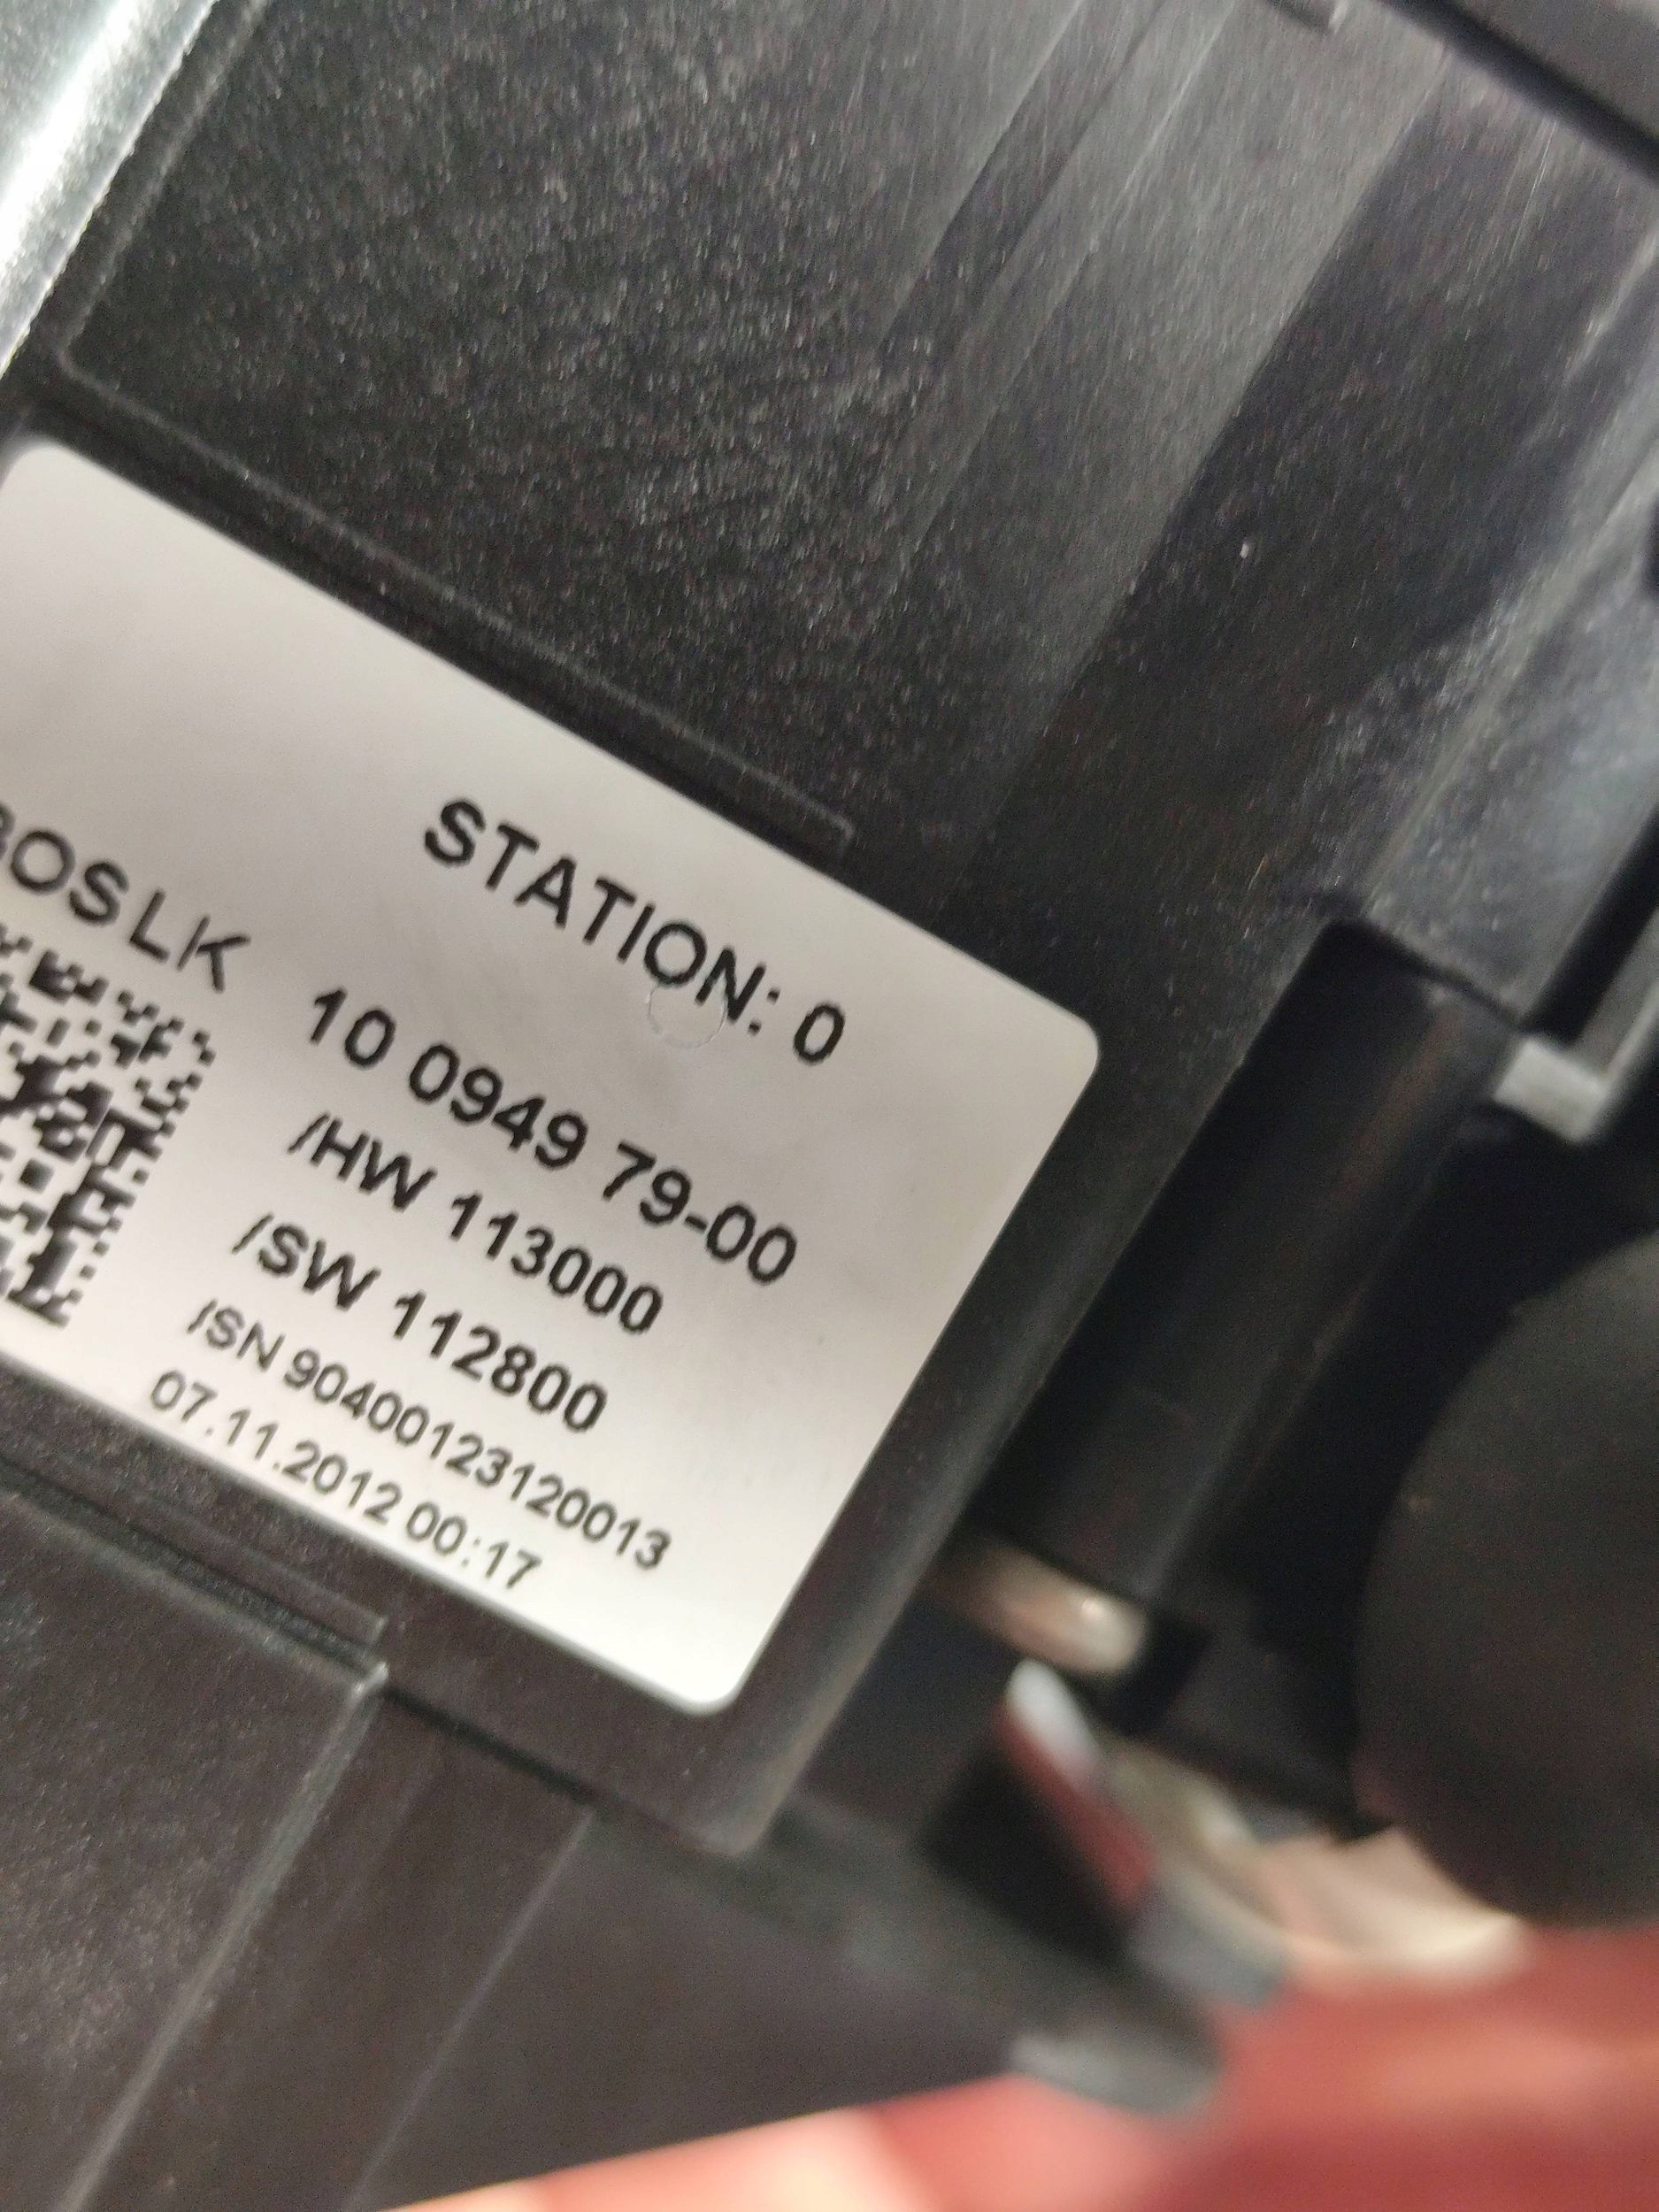 STATION: 0
BOSLK
10 0949 79-00
/HW 113000
/SW 112800
/SN 90400123120013
07.11.2012 00:17